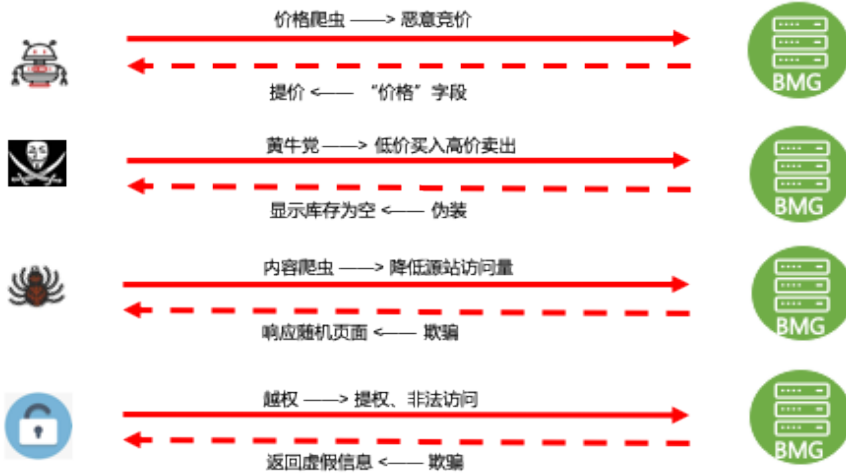 价格爬虫 ——> 恶意竞价
提价 <—— “价格”字段
BMG
黄牛党 ——> 低价买入高价卖出
显示库存为空 <—— 伪装
BMG
内容爬虫 ——> 降低源站访问量
响应随机页面 <—— 欺骗
BMG
越权 ——> 提权、非法访问
返回虚假信息 <—— 欺骗
BMG